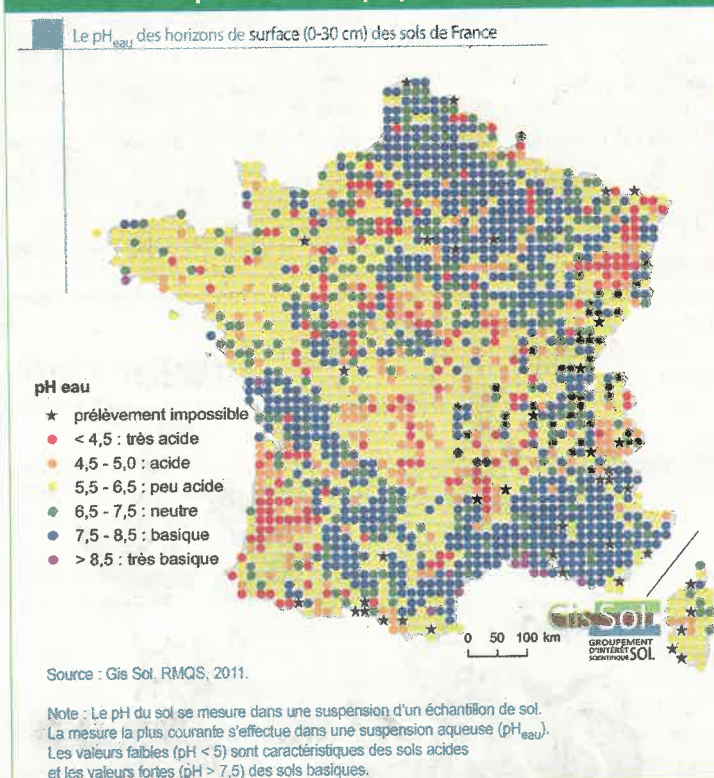 Le pHeau des horizons de surface (0-30 cm) des sols de France
pH eau
★ prélèvement impossible
< 4,5 : très acide
4,5 - 5,0 : acide
5,5 - 6,5 : peu acide
6,5 - 7,5 : neutre
7,5 - 8,5 : basique
> 8,5 : très basique
0 50 100 km
Gis Sol
GROUPEMENT
D'INTÉRÊT
SCIENTIFIQUE SOL
Source : Gis Sol, RMQS, 2011.
Note : Le pH du sol se mesure dans une suspension d'un échantillon de sol.
La mesure la plus courante s'effectue dans une suspension aqueuse (pHeau).
Les valeurs faibles (pH < 5) sont caractéristiques des sols acides
et les valeurs fortes (pH > 7,5) des sols basiques.